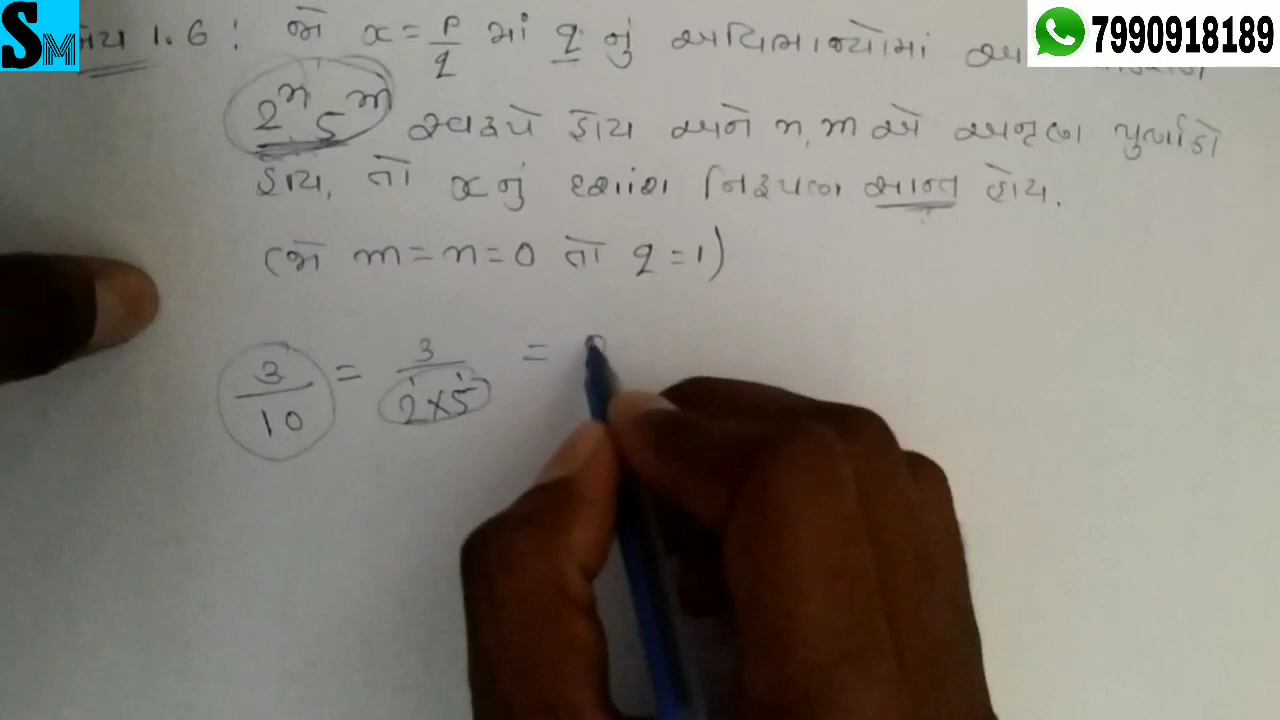 SM
7990918189
1.6 : જો x = p/q માં q નું અવિભાજ્યોમાં અ
2ⁿ 5ᵐ સ્વરૂપે હોય અને n, m એ અનૃણ પુર્ણાંકો
હોય, તો x નું દશાંશ નિરૂપણ સાન્ત હોય.
(જો m = n = 0 તો q = 1)
3/10 = 3/(2¹×5¹) =